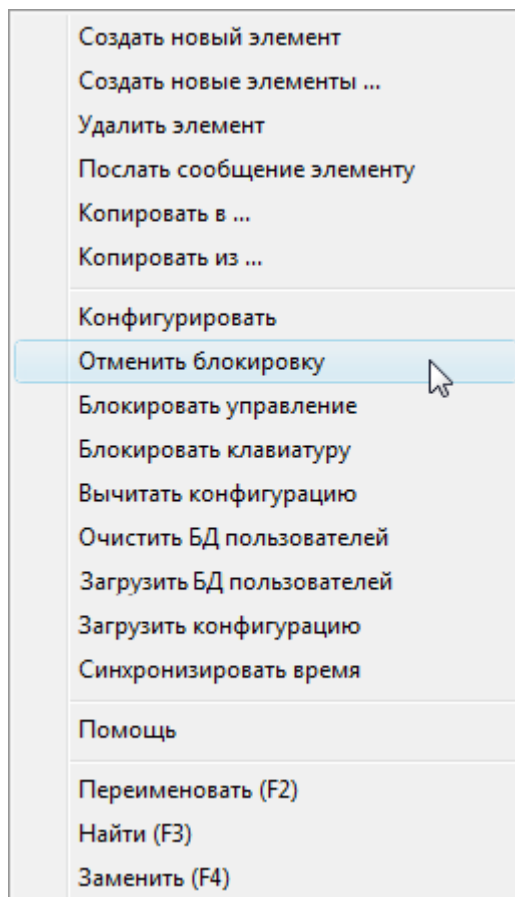 Создать новый элемент
Создать новые элементы ...
Удалить элемент
Послать сообщение элементу
Копировать в ...
Копировать из ...
Конфигурировать
Отменить блокировку
Блокировать управление
Блокировать клавиатуру
Вычитать конфигурацию
Очистить БД пользователей
Загрузить БД пользователей
Загрузить конфигурацию
Синхронизировать время
Помощь
Переименовать (F2)
Найти (F3)
Заменить (F4)